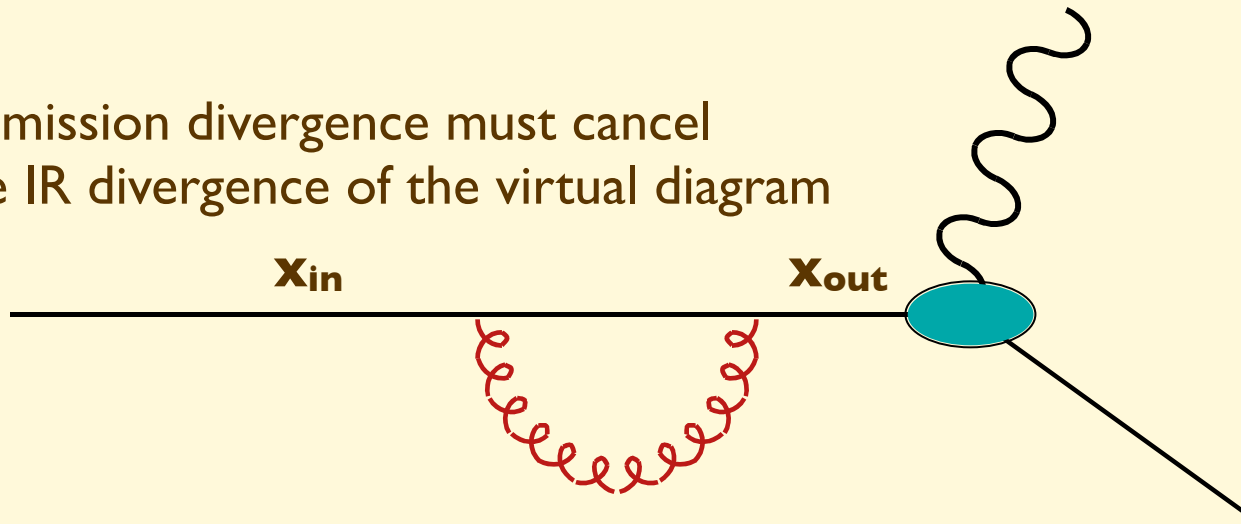 mission divergence must cancel
e IR divergence of the virtual diagram
xin
xout